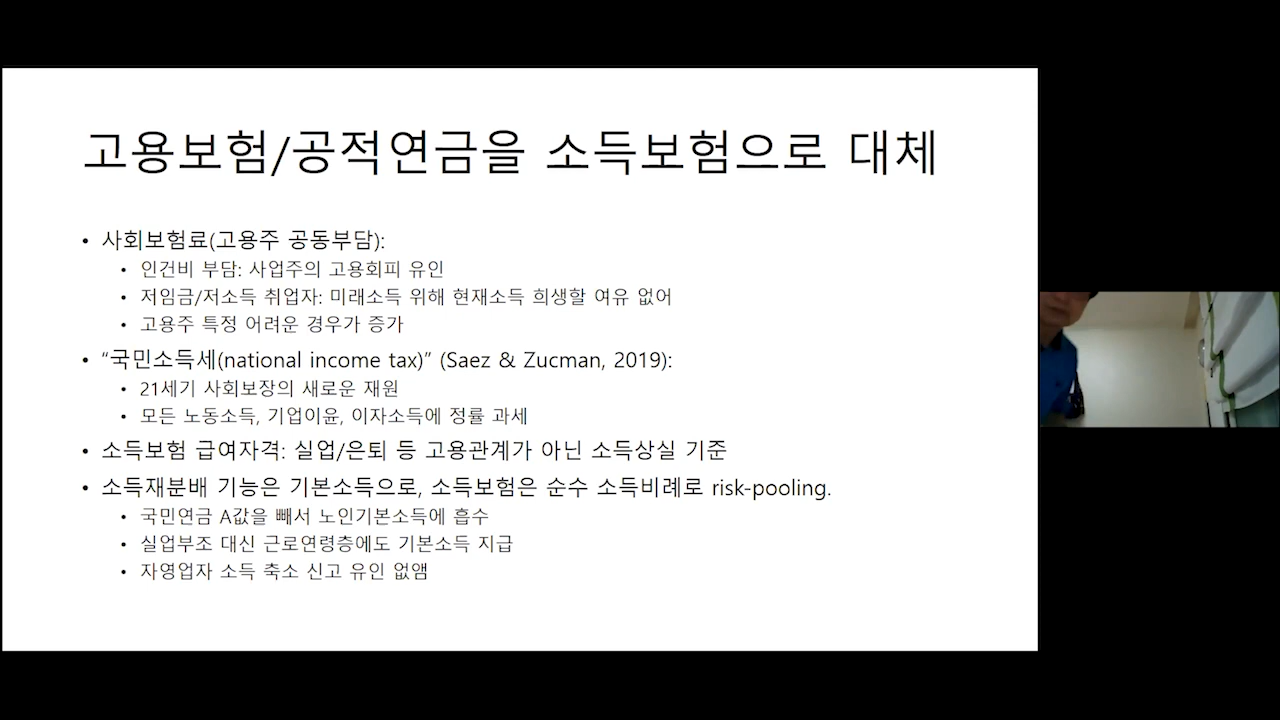 고용보험/공적연금을 소득보험으로 대체
• 사회보험료(고용주 공동부담):
• 인건비 부담: 사업주의 고용회피 유인
• 저임금/저소득 취업자: 미래소득 위해 현재소득 희생할 여유 없어
• 고용주 특정 어려운 경우가 증가
• “국민소득세(national income tax)” (Saez & Zucman, 2019):
• 21세기 사회보장의 새로운 재원
• 모든 노동소득, 기업이윤, 이자소득에 정률 과세
• 소득보험 급여자격: 실업/은퇴 등 고용관계가 아닌 소득상실 기준
• 소득재분배 기능은 기본소득으로, 소득보험은 순수 소득비례로 risk-pooling.
• 국민연금 A값을 빼서 노인기본소득에 흡수
• 실업부조 대신 근로연령층에도 기본소득 지급
• 자영업자 소득 축소 신고 유인 없앰